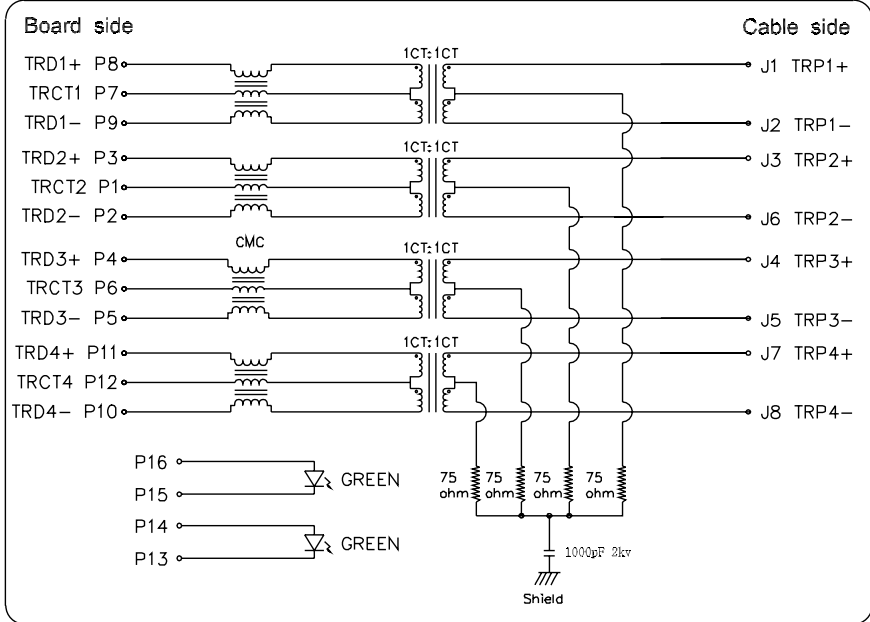 Board side
Cable side
TRD1+ P8
1CT:1CT
J1 TRP1+
TRCT1 P7
TRD1- P9
J2 TRP1-
TRD2+ P3
1CT:1CT
J3 TRP2+
TRCT2 P1
TRD2- P2
J6 TRP2-
CMC
TRD3+ P4
1CT:1CT
J4 TRP3+
TRCT3 P6
TRD3- P5
J5 TRP3-
TRD4+ P11
1CT:1CT
J7 TRP4+
TRCT4 P12
TRD4- P10
J8 TRP4-
P16
GREEN
P15
75 ohm
75 ohm
75 ohm
75 ohm
P14
GREEN
P13
1000pF 2kv
Shield